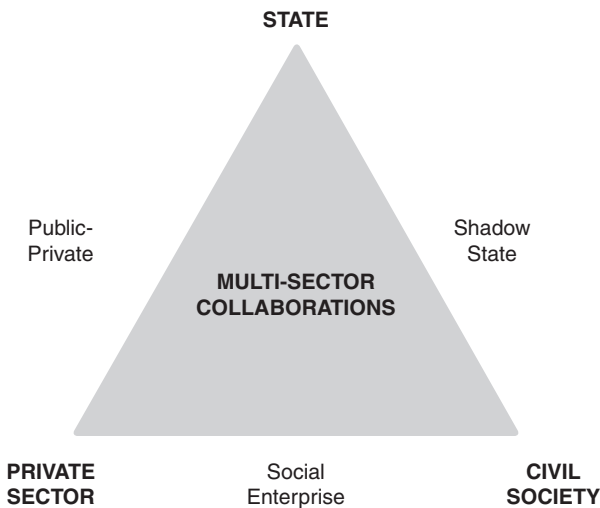 STATE
Public-
Private
Shadow
State
MULTI-SECTOR
COLLABORATIONS
PRIVATE
SECTOR
Social
Enterprise
CIVIL
SOCIETY